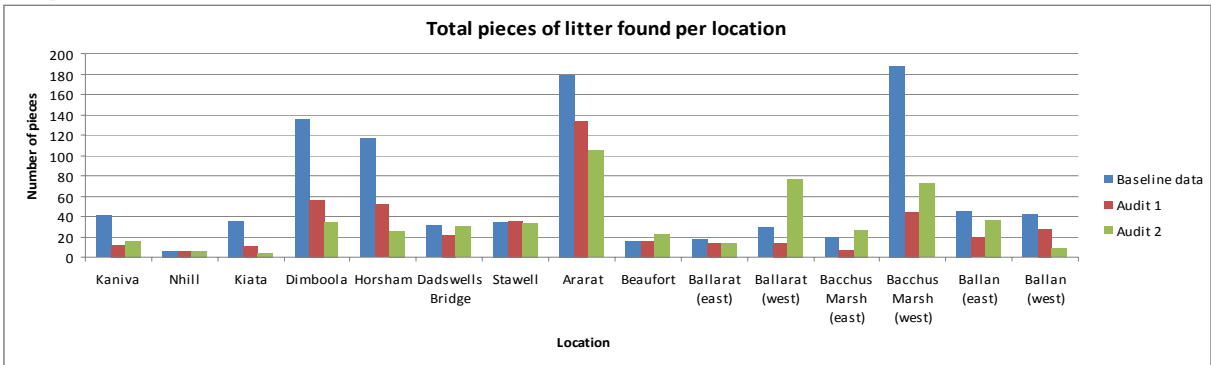 Total pieces of litter found per location
Number of pieces
200
180
160
140
120
100
80
60
40
20
0
Kaniva
Nhill
Kiata
Dimboola
Horsham
Dadswells
Bridge
Stawell
Ararat
Beaufort
Ballarat
(east)
Ballarat
(west)
Bacchus
Marsh
(east)
Bacchus
Marsh
(west)
Ballan
(east)
Ballan
(west)
Location
Baseline data
Audit 1
Audit 2